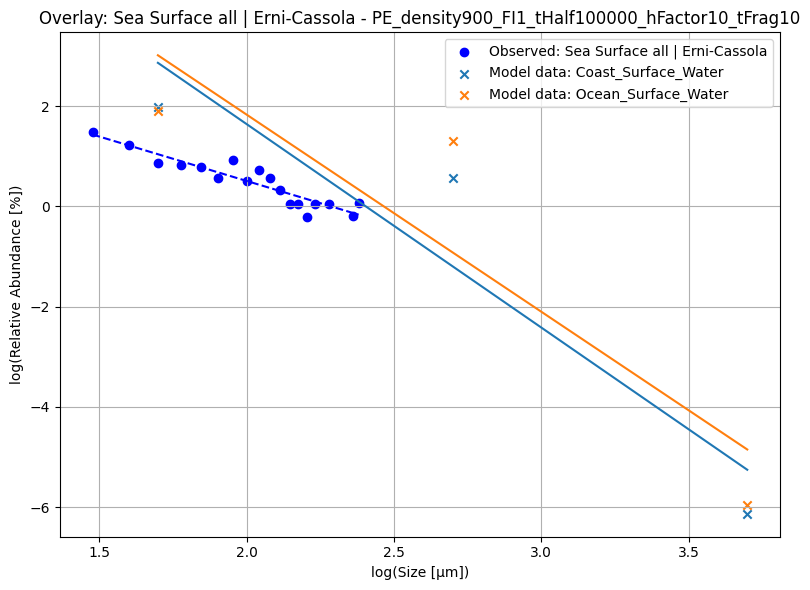 Overlay: Sea Surface all | Erni-Cassola - PE_density900_FI1_tHalf100000_hFactor10_tFrag10
Observed: Sea Surface all | Erni-Cassola
Model data: Coast_Surface_Water
Model data: Ocean_Surface_Water
log(Relative Abundance [%])
2
0
−2
−4
−6
1.5 2.0 2.5 3.0 3.5
log(Size [μm])